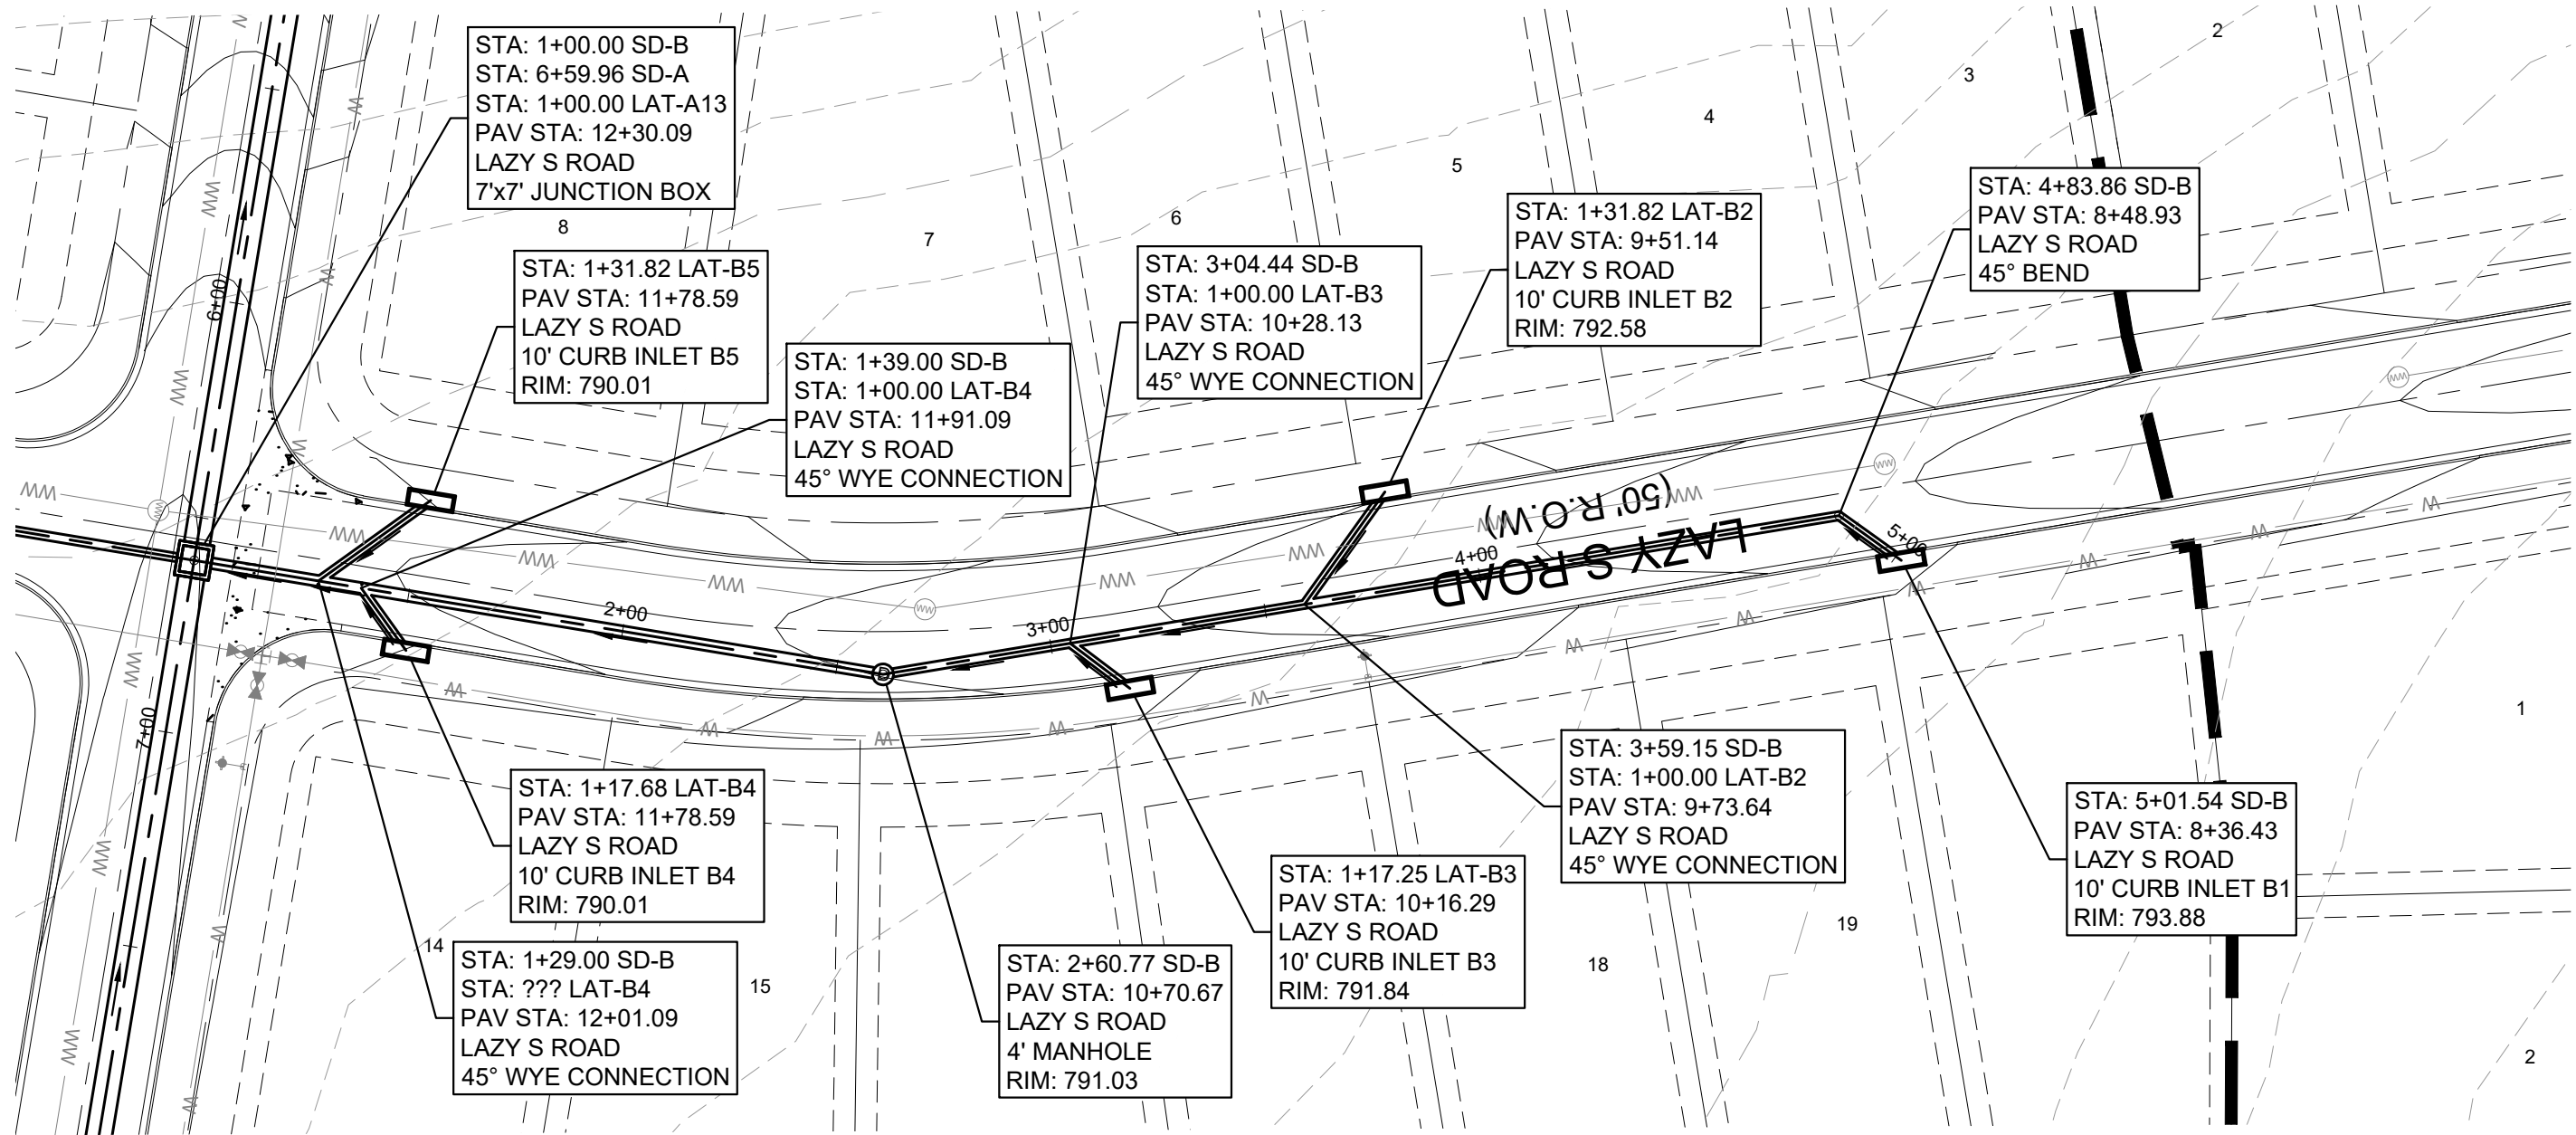 STA: 1+00.00 SD-B
STA: 6+59.96 SD-A
STA: 1+00.00 LAT-A13
PAV STA: 12+30.09
LAZY S ROAD
7'x7' JUNCTION BOX
STA: 1+31.82 LAT-B5
PAV STA: 11+78.59
LAZY S ROAD
10' CURB INLET B5
RIM: 790.01
STA: 1+39.00 SD-B
STA: 1+00.00 LAT-B4
PAV STA: 11+91.09
LAZY S ROAD
45° WYE CONNECTION
STA: 3+04.44 SD-B
STA: 1+00.00 LAT-B3
PAV STA: 10+28.13
LAZY S ROAD
45° WYE CONNECTION
STA: 1+31.82 LAT-B2
PAV STA: 9+51.14
LAZY S ROAD
10' CURB INLET B2
RIM: 792.58
STA: 4+83.86 SD-B
PAV STA: 8+48.93
LAZY S ROAD
45° BEND
8
7
6
5
4
3
2
6+00
7+00
2+00
3+00
4+00
5+00
WW
WW
WW
WW
D
(50' R.O.W)
LAZY S ROAD
STA: 1+17.68 LAT-B4
PAV STA: 11+78.59
LAZY S ROAD
10' CURB INLET B4
RIM: 790.01
STA: 1+29.00 SD-B
STA: ??? LAT-B4
PAV STA: 12+01.09
LAZY S ROAD
45° WYE CONNECTION
STA: 2+60.77 SD-B
PAV STA: 10+70.67
LAZY S ROAD
4' MANHOLE
RIM: 791.03
STA: 1+17.25 LAT-B3
PAV STA: 10+16.29
LAZY S ROAD
10' CURB INLET B3
RIM: 791.84
STA: 3+59.15 SD-B
STA: 1+00.00 LAT-B2
PAV STA: 9+73.64
LAZY S ROAD
45° WYE CONNECTION
STA: 5+01.54 SD-B
PAV STA: 8+36.43
LAZY S ROAD
10' CURB INLET B1
RIM: 793.88
14
15
18
19
1
2